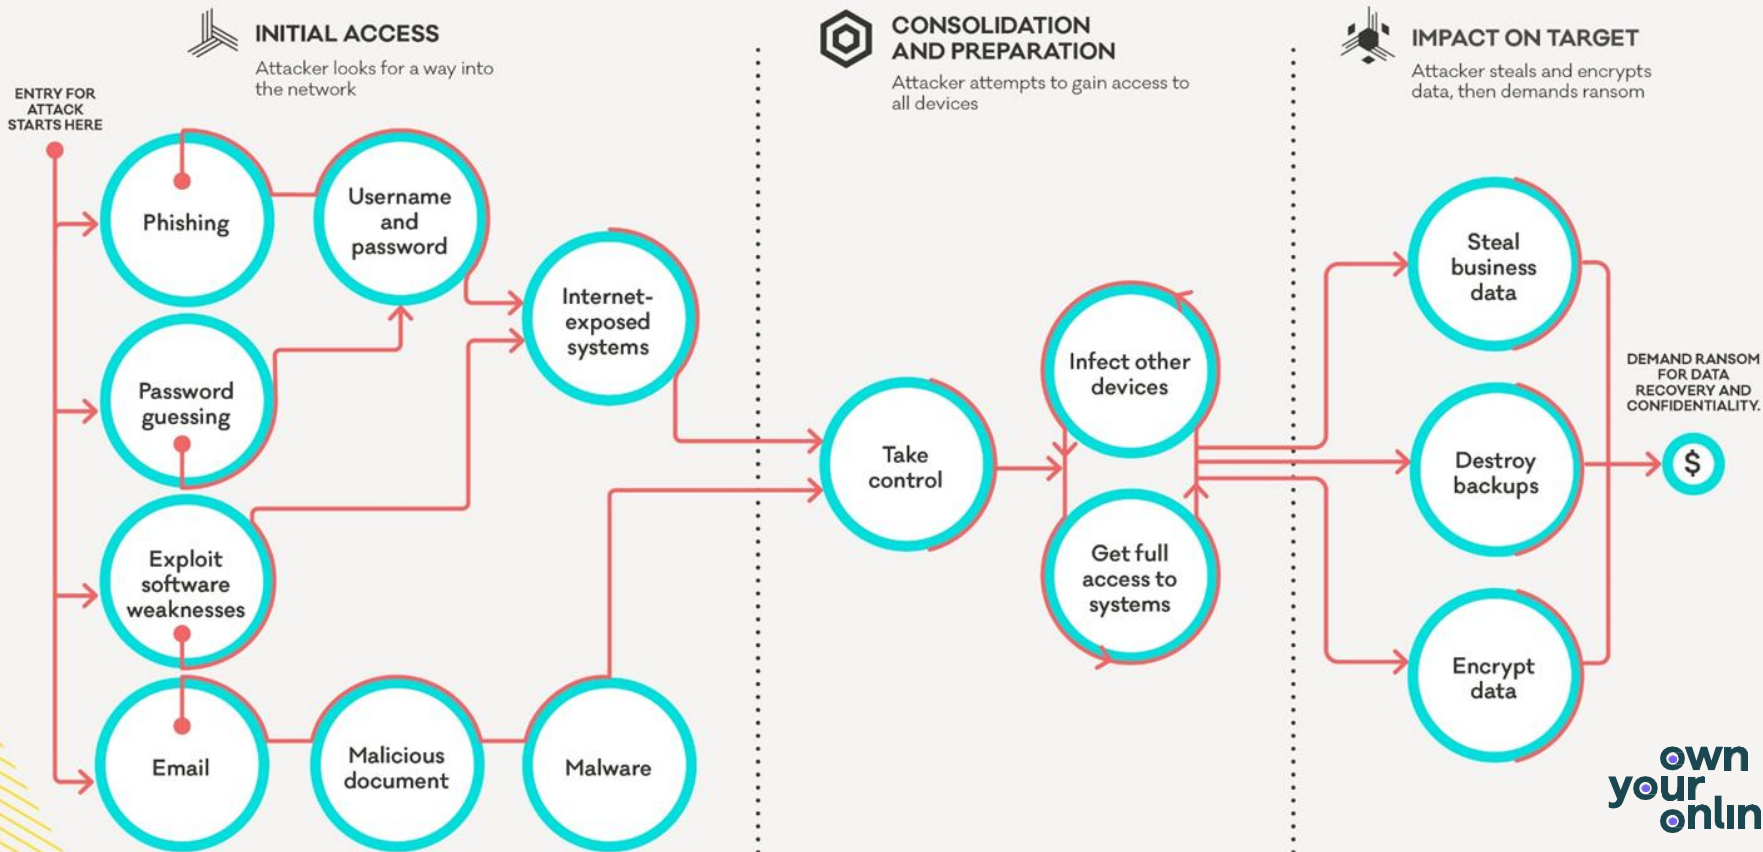 INITIAL ACCESS
Attacker looks for a way into
the network
CONSOLIDATION
AND PREPARATION
Attacker attempts to gain access to
all devices
IMPACT ON TARGET
Attacker steals and encrypts
data, then demands ransom
ENTRY FOR
ATTACK
STARTS HERE
Phishing
Username
and
password
Internet-
exposed
systems
Password
guessing
Exploit
software
weaknesses
Email
Malicious
document
Malware
Take
control
Infect other
devices
Get full
access to
systems
Steal
business
data
Destroy
backups
Encrypt
data
DEMAND RANSOM
FOR DATA
RECOVERY AND
CONFIDENTIALITY.
$
own
your
onlin